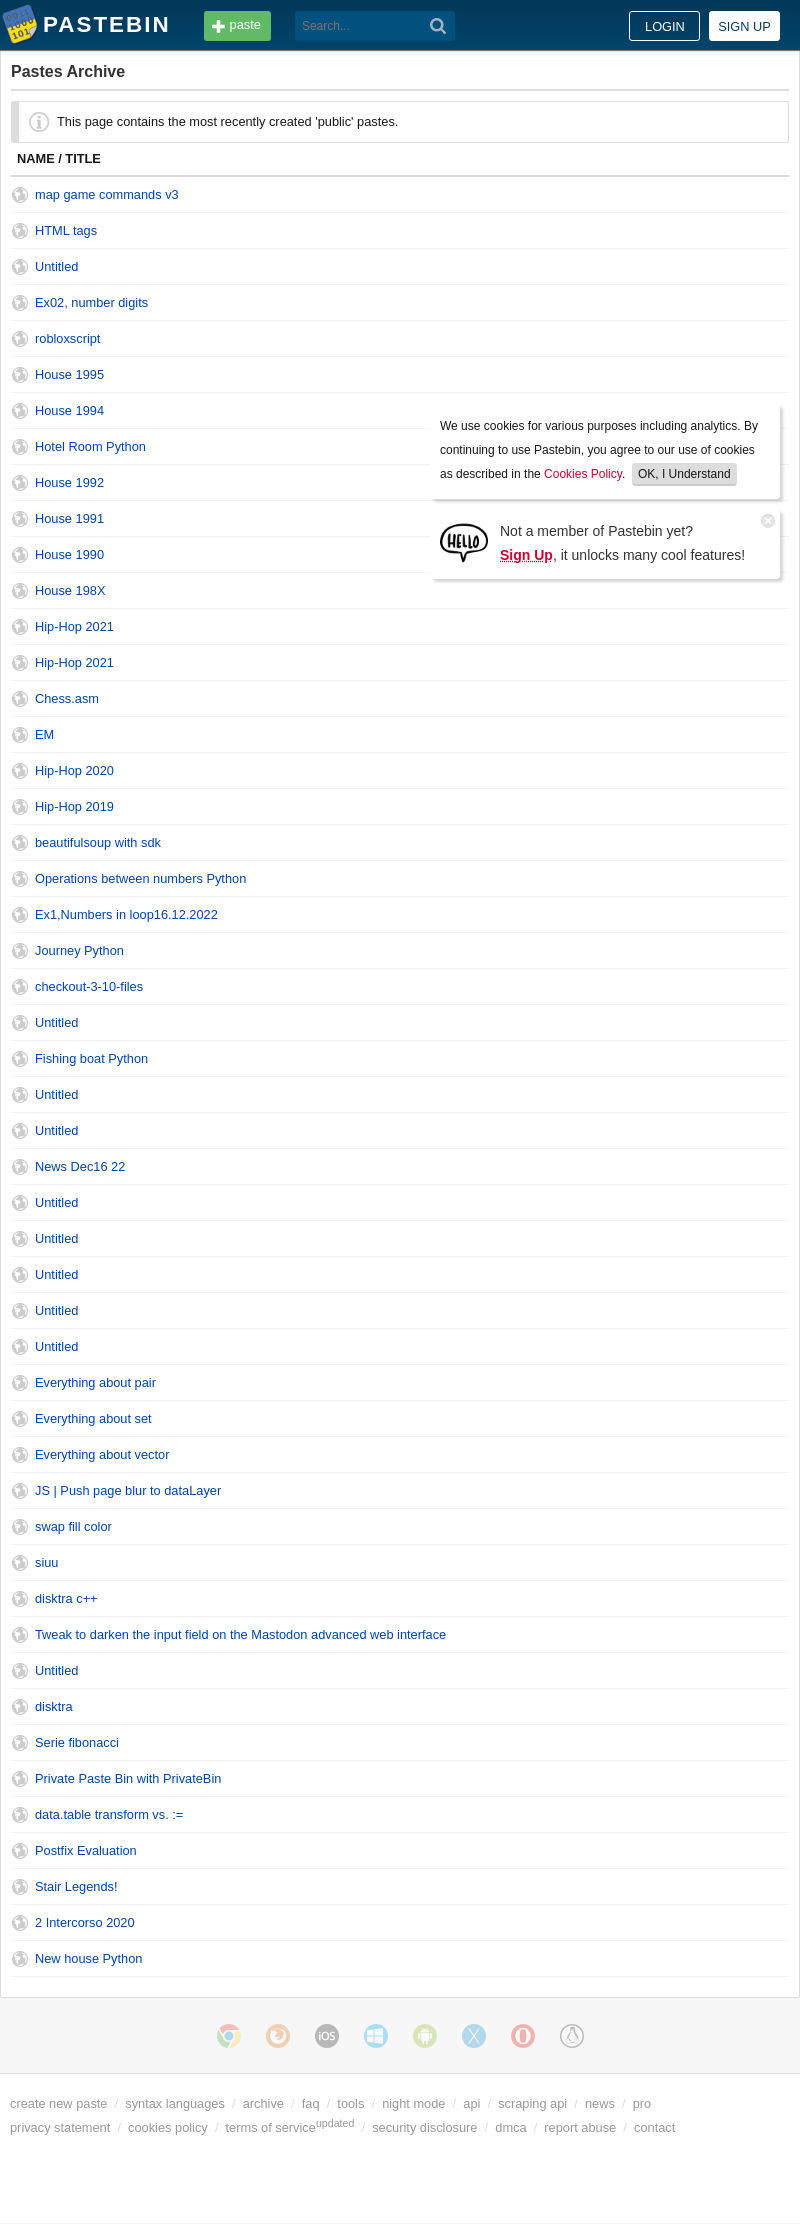 PASTEBIN paste Search... LOGIN SIGN UP
Pastes Archive
This page contains the most recently created 'public' pastes.
NAME / TITLE
map game commands v3
HTML tags
Untitled
Ex02, number digits
robloxscript
House 1995
House 1994
Hotel Room Python
House 1992
House 1991
House 1990
House 198X
We use cookies for various purposes including analytics. By
continuing to use Pastebin, you agree to our use of cookies
as described in the Cookies Policy. OK, I Understand
HELLO
Not a member of Pastebin yet?
Sign Up, it unlocks many cool features!
Hip-Hop 2021
Hip-Hop 2021
Chess.asm
EM
Hip-Hop 2020
Hip-Hop 2019
beautifulsoup with sdk
Operations between numbers Python
Ex1,Numbers in loop16.12.2022
Journey Python
checkout-3-10-files
Untitled
Fishing boat Python
Untitled
Untitled
News Dec16 22
Untitled
Untitled
Untitled
Untitled
Untitled
Everything about pair
Everything about set
Everything about vector
JS | Push page blur to dataLayer
swap fill color
siuu
disktra c++
Tweak to darken the input field on the Mastodon advanced web interface
Untitled
disktra
Serie fibonacci
Private Paste Bin with PrivateBin
data.table transform vs. :=
Postfix Evaluation
Stair Legends!
2 Intercorso 2020
New house Python
iOS
create new paste / syntax languages / archive / faq / tools / night mode / api / scraping api / news / pro
privacy statement / cookies policy / terms of service updated / security disclosure / dmca / report abuse / contact